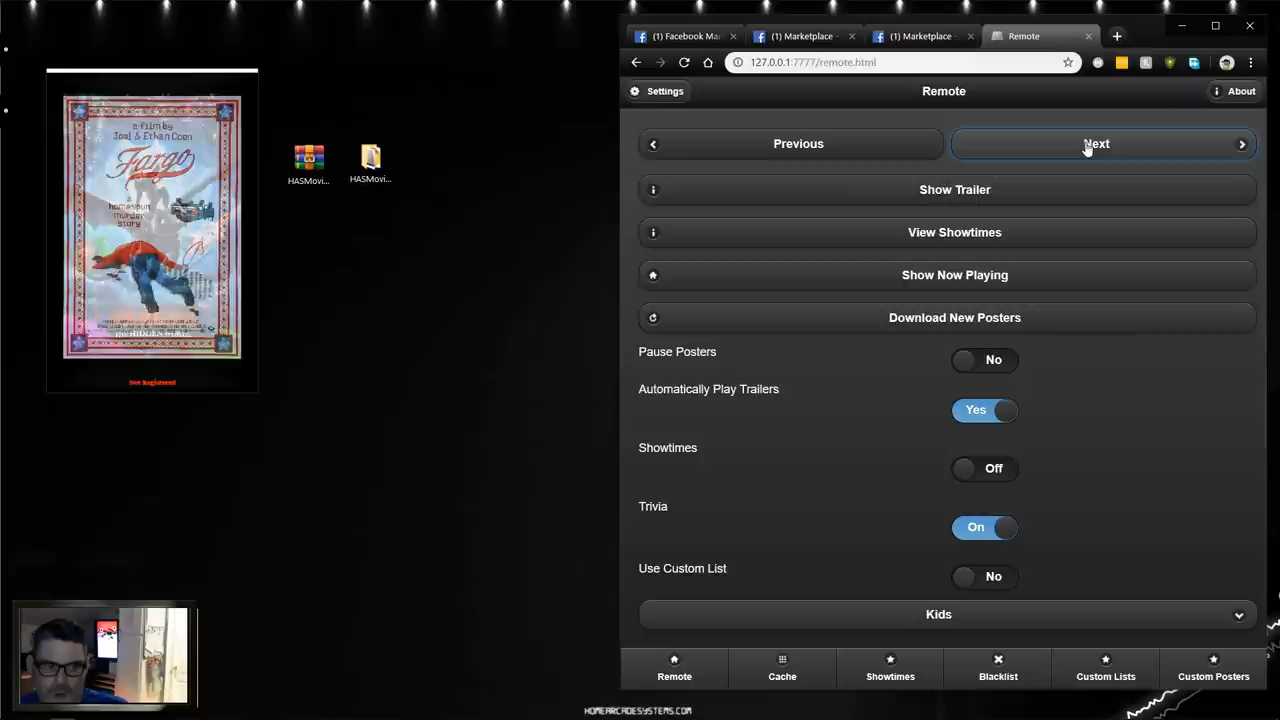 a film by
Joel & Ethan Coen
Fargo
a
homespun
murder
story
Not Registered
HASMovi...
HASMovi...
(1) Facebook Ma
(1) Marketplace -
(1) Marketplace -
Remote
127.0.0.1:7777/remote.html
Settings
Remote
About
Previous
Next
Show Trailer
View Showtimes
Show Now Playing
Download New Posters
Pause Posters
No
Automatically Play Trailers
Yes
Showtimes
Off
Trivia
On
Use Custom List
No
Kids
Remote
Cache
Showtimes
Blacklist
Custom Lists
Custom Posters
HOMEARCADESYSTEMS.COM